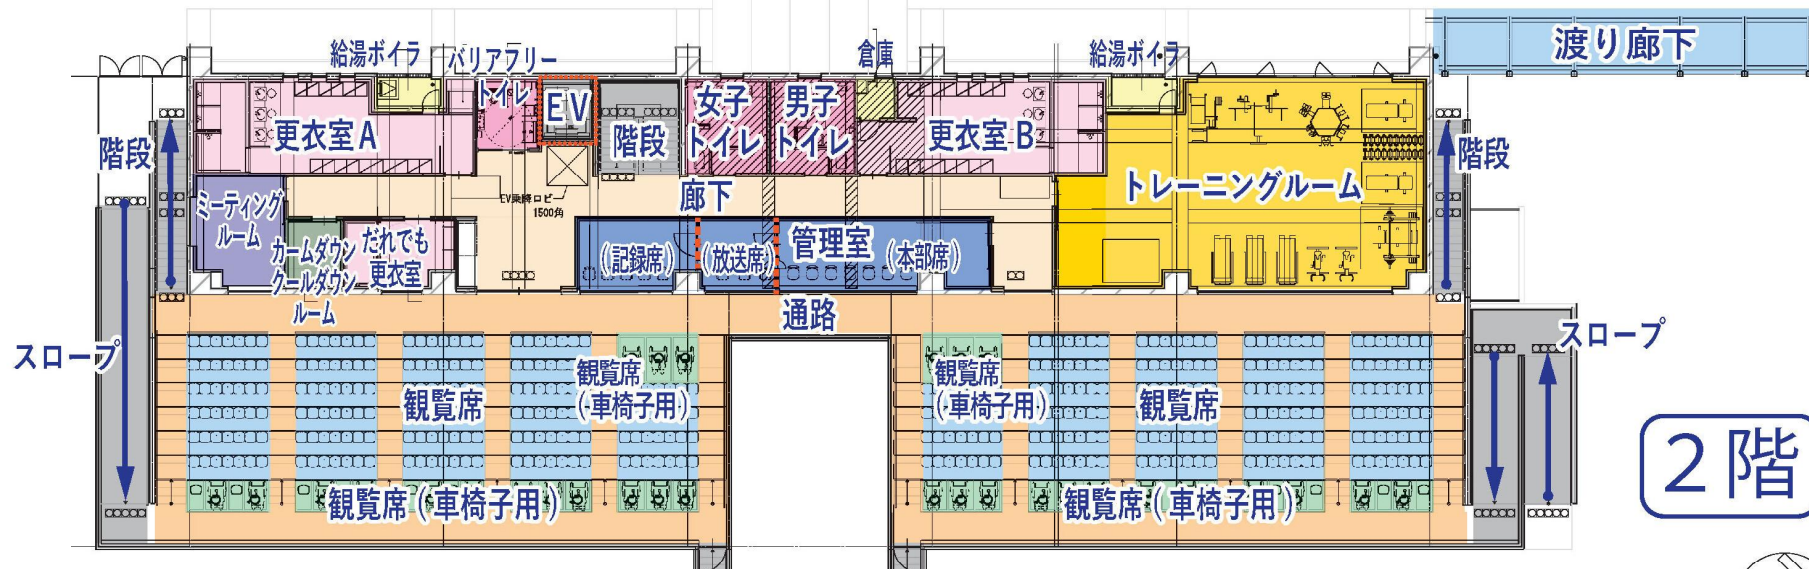 渡り廊下
給湯ボイラ
バリアフリー
トイレ
EV
倉庫
給湯ボイラ
更衣室A
階段
階段
女子
トイレ
男子
トイレ
更衣室B
階段
トレーニングルーム
廊下
EV乗降ロビー
1500角
ミーティング
ルーム
カームダウン
クールダウン
ルーム
だれでも
更衣室
(記録席)
(放送席)
管理室
(本部席)
通路
スロープ
スロープ
観覧席
観覧席
(車椅子用)
観覧席
(車椅子用)
観覧席
観覧席(車椅子用)
観覧席(車椅子用)
2階